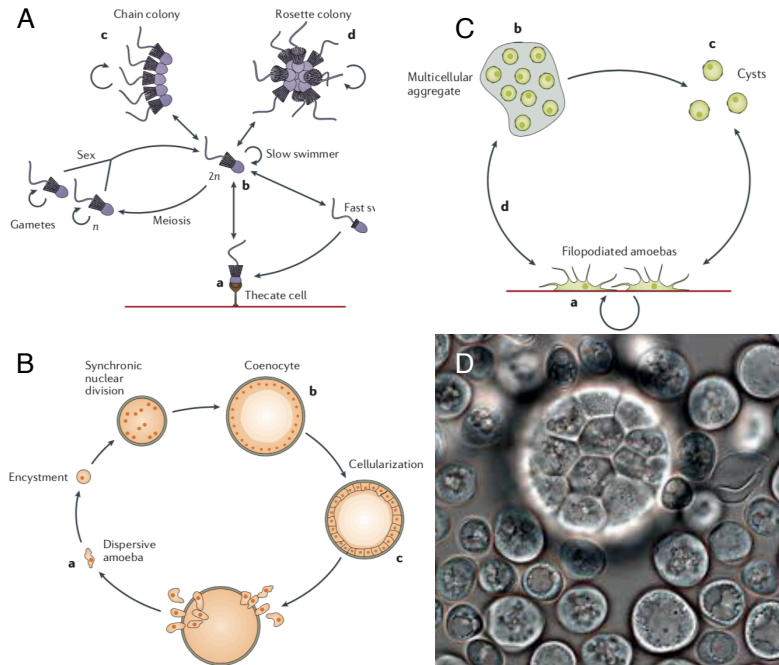 A
Chain colony
c
Rosette colony
d
Sex
Slow swimmer
2n
b
Gametes
n
Meiosis
Fast
a
Thecate cell
C
b
Multicellular
aggregate
c
Cysts
d
Filopodiated amoebas
a
B
Synchronic
nuclear
division
Coenocyte
b
Encystment
Cellularization
Dispersive
amoeba
a
c
D